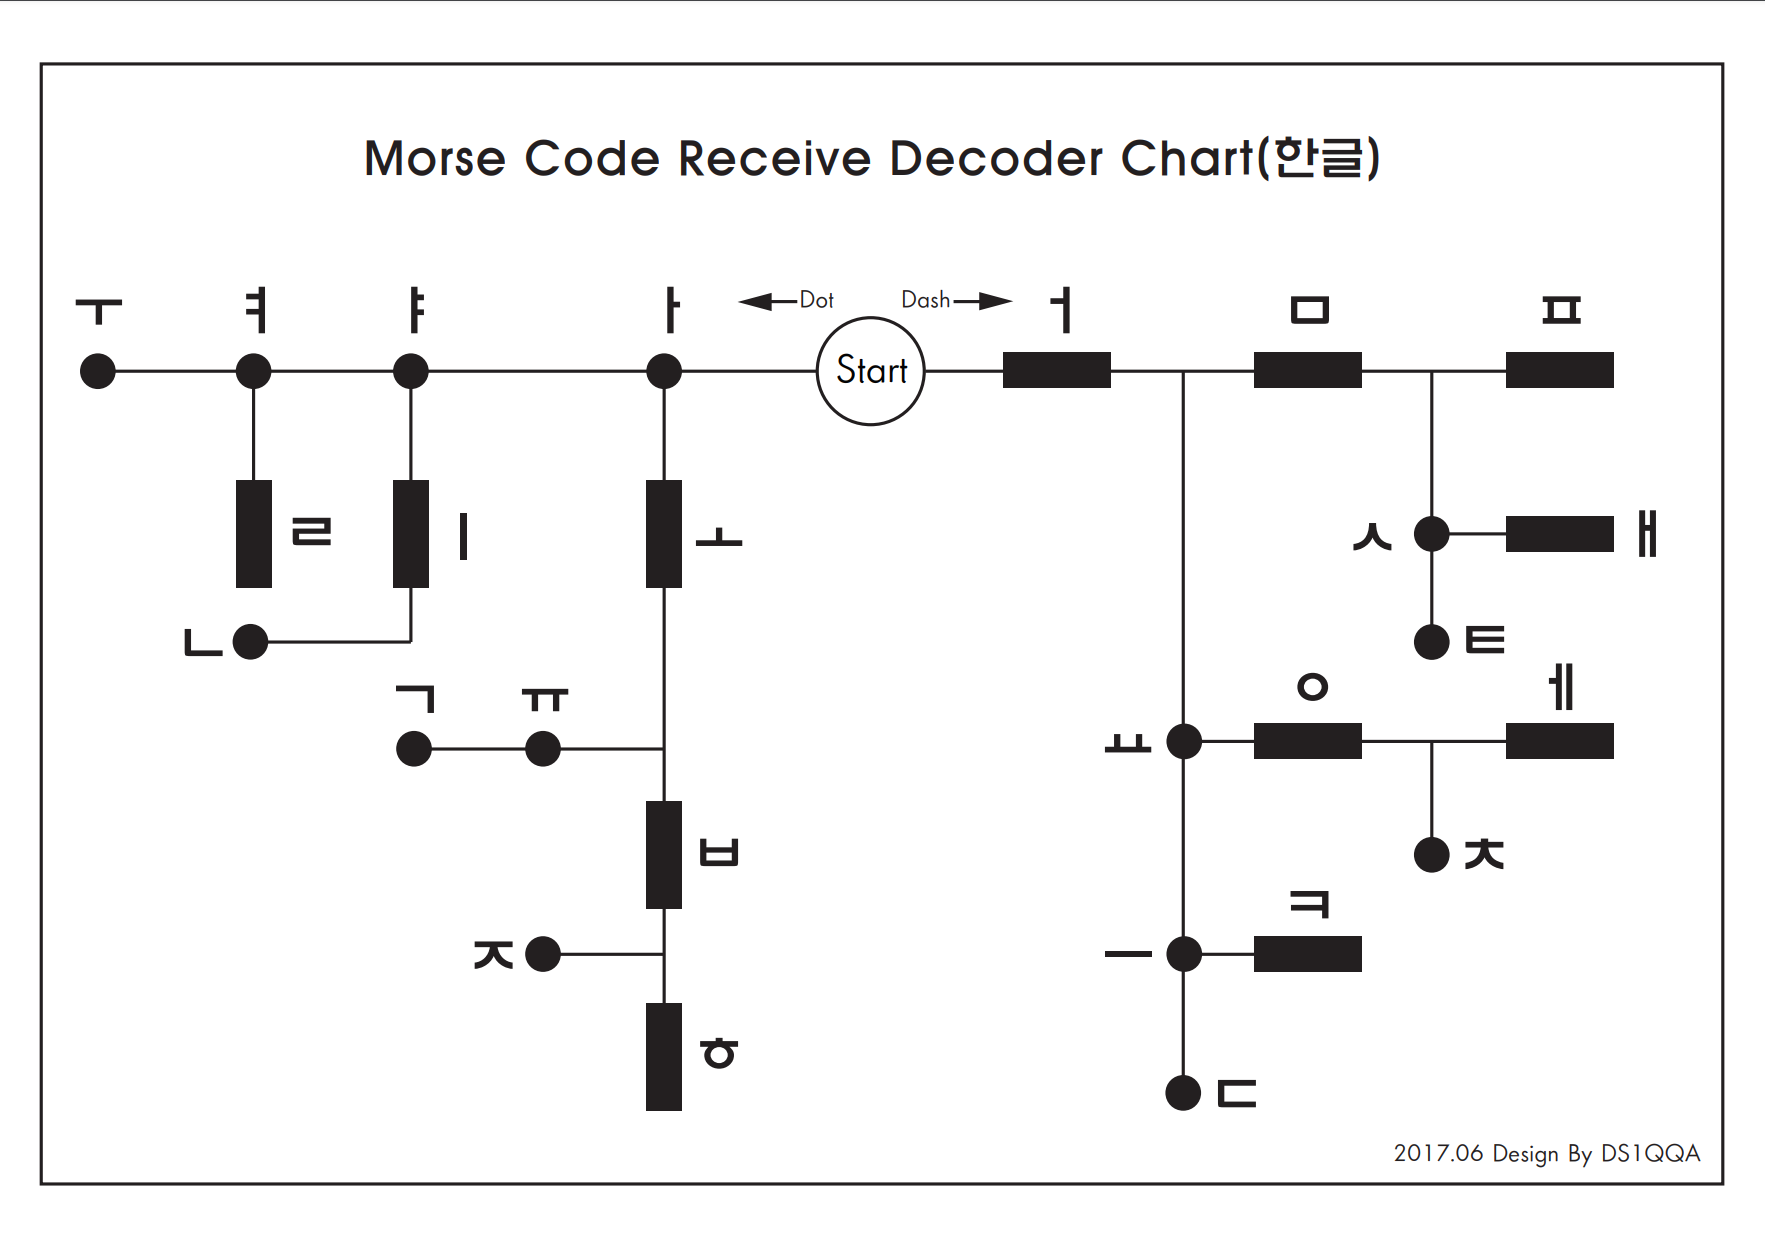 Morse Code Receive Decoder Chart(한글)
Dot Dash
ㅜ ㅕ ㅑ ㅏ ㅓ ㅁ ㅍ
Start
ㄹ ㅣ ㅗ ㅅ ㅐ
ㄴ ㅌ
ㄱ ㅠ ㅇ ㅔ
ㅛ
ㅂ ㅊ
ㅋ
ㅈ ㅡ
ㅎ ㄷ
2017.06 Design By DS1QQA